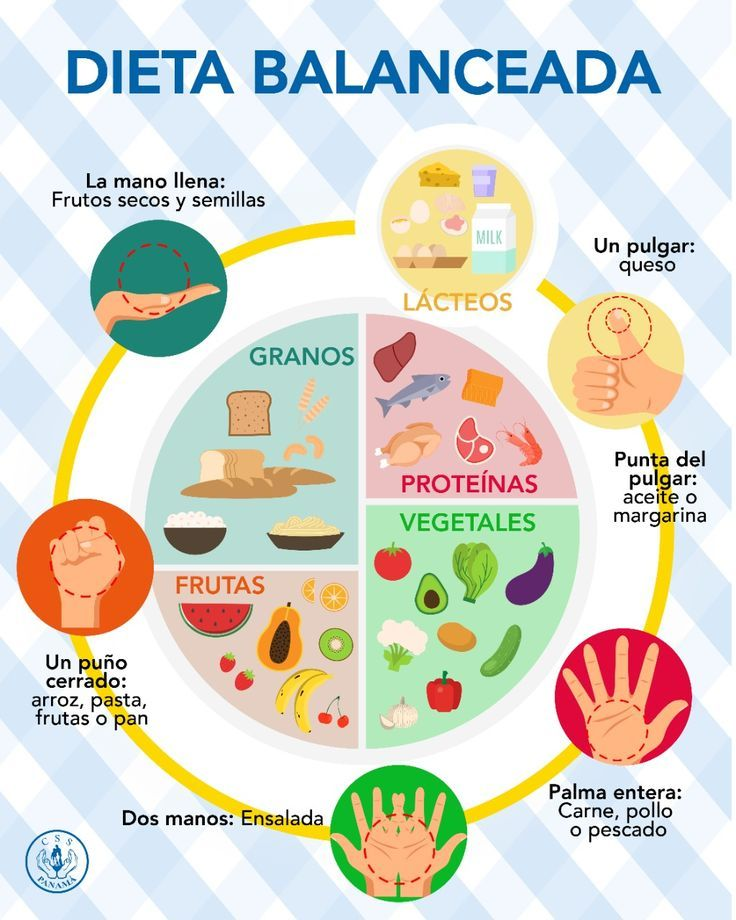 DIETA BALANCEADA
La mano llena:
Frutos secos y semillas
MILK
LÁCTEOS
Un pulgar:
queso
GRANOS
PROTEÍNAS
Punta del
pulgar:
aceite o
margarina
VEGETALES
FRUTAS
Un puño
cerrado:
arroz, pasta,
frutas o pan
Palma entera:
Carne, pollo
o pescado
Dos manos: Ensalada
C S S
PANAMÁ